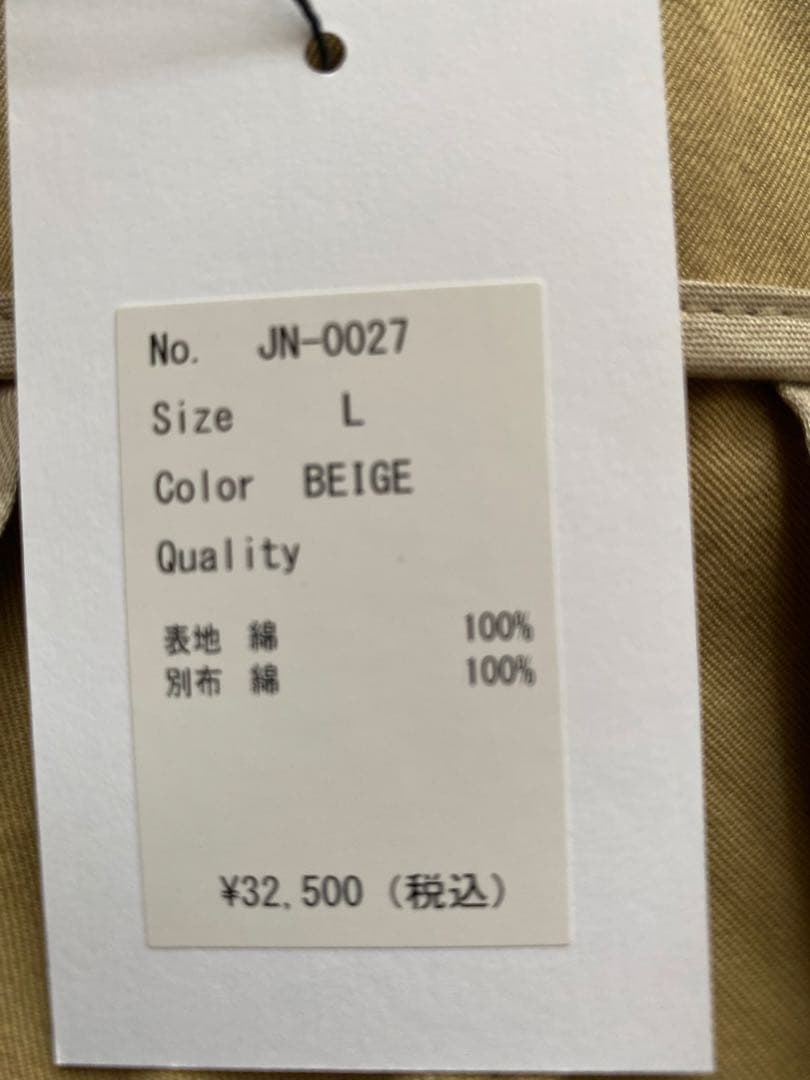 No. JN-0027
Size L
Color BEIGE
Quality
表地 綿 100%
別布 綿 100%
¥32,500 (税込)